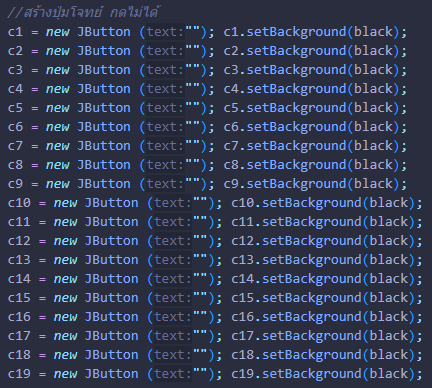 //สร้างปุ่มโจทย์ กดไม่ได้
c1 = new JButton (text:""); c1.setBackground(black);
c2 = new JButton (text:""); c2.setBackground(black);
c3 = new JButton (text:""); c3.setBackground(black);
c4 = new JButton (text:""); c4.setBackground(black);
c5 = new JButton (text:""); c5.setBackground(black);
c6 = new JButton (text:""); c6.setBackground(black);
c7 = new JButton (text:""); c7.setBackground(black);
c8 = new JButton (text:""); c8.setBackground(black);
c9 = new JButton (text:""); c9.setBackground(black);
c10 = new JButton (text:""); c10.setBackground(black);
c11 = new JButton (text:""); c11.setBackground(black);
c12 = new JButton (text:""); c12.setBackground(black);
c13 = new JButton (text:""); c13.setBackground(black);
c14 = new JButton (text:""); c14.setBackground(black);
c15 = new JButton (text:""); c15.setBackground(black);
c16 = new JButton (text:""); c16.setBackground(black);
c17 = new JButton (text:""); c17.setBackground(black);
c18 = new JButton (text:""); c18.setBackground(black);
c19 = new JButton (text:""); c19.setBackground(black);